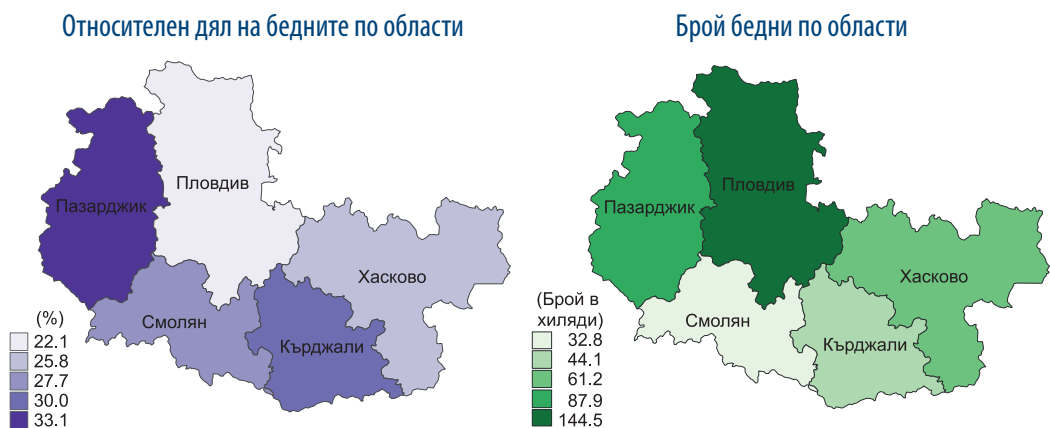 Относителен дял на бедните по области
Пловдив
Пазарджик
Хасково
Смолян
Кърджали
(%)
22.1
25.8
27.7
30.0
33.1
Брой бедни по области
Пловдив
Пазарджик
Хасково
Смолян
Кърджали
(Брой в
хиляди)
32.8
44.1
61.2
87.9
144.5